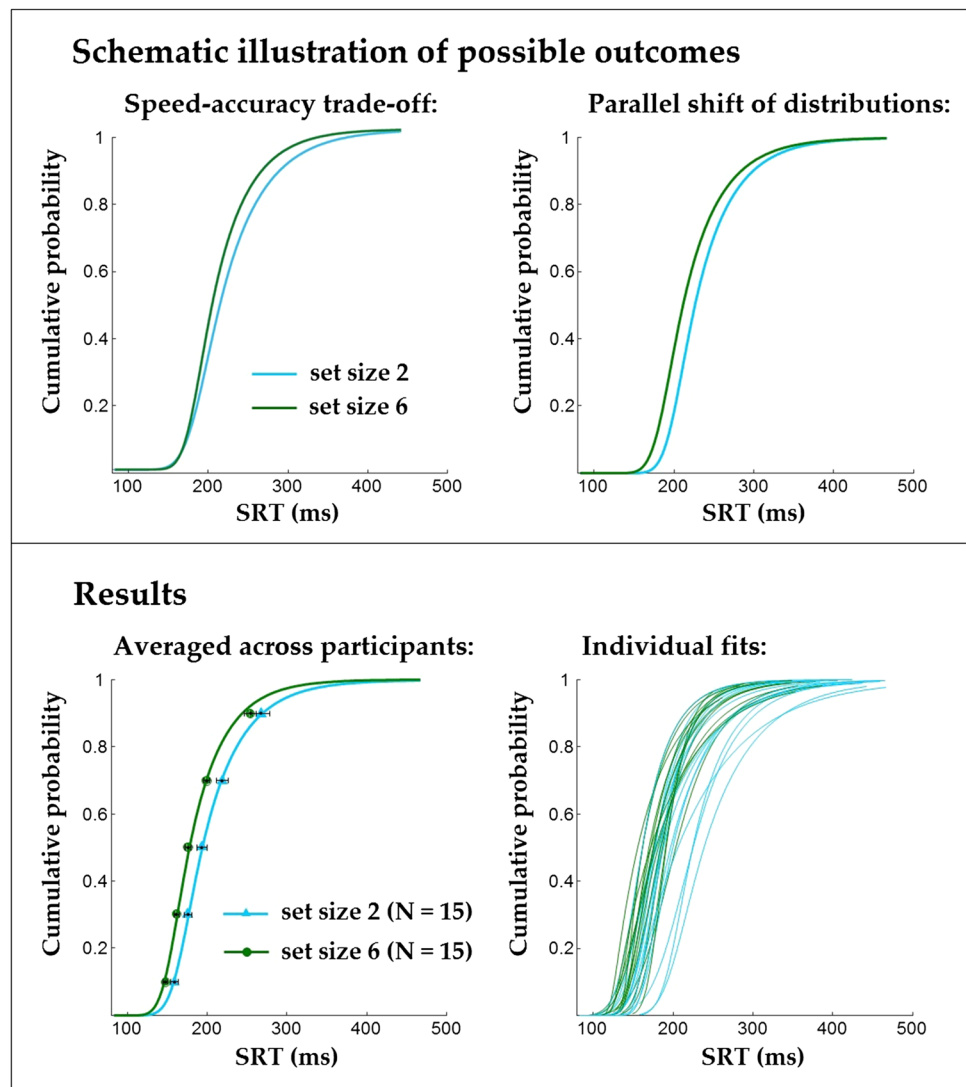 Schematic illustration of possible outcomes
Speed-accuracy trade-off:
Cumulative probability
1
0.8
0.6
0.4
0.2
set size 2
set size 6
100 200 300 400 500
SRT (ms)
Parallel shift of distributions:
Cumulative probability
1
0.8
0.6
0.4
0.2
100 200 300 400 500
SRT (ms)
Results
Averaged across participants:
Cumulative probability
1
0.8
0.6
0.4
0.2
set size 2 (N = 15)
set size 6 (N = 15)
100 200 300 400 500
SRT (ms)
Individual fits:
Cumulative probability
1
0.8
0.6
0.4
0.2
100 200 300 400 500
SRT (ms)